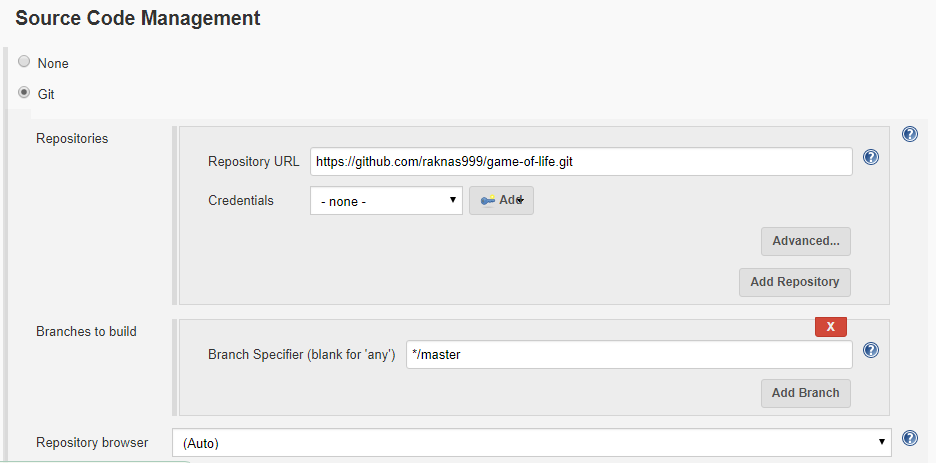 Source Code Management
None
Git
Repositories
Repository URL https://github.com/raknas999/game-of-life.git
Credentials - none - Add
Advanced...
Add Repository
Branches to build
X
Branch Specifier (blank for 'any') */master
Add Branch
Repository browser (Auto)